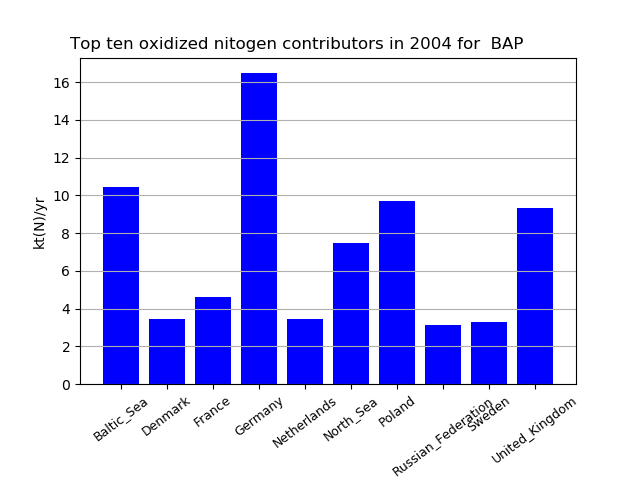 Top ten oxidized nitogen contributors in 2004 for  BAP
kt(N)/yr
16
14
12
10
8
6
4
2
0
Baltic_Sea
Denmark
France
Germany
Netherlands
North_Sea
Poland
Russian_Federation
Sweden
United_Kingdom